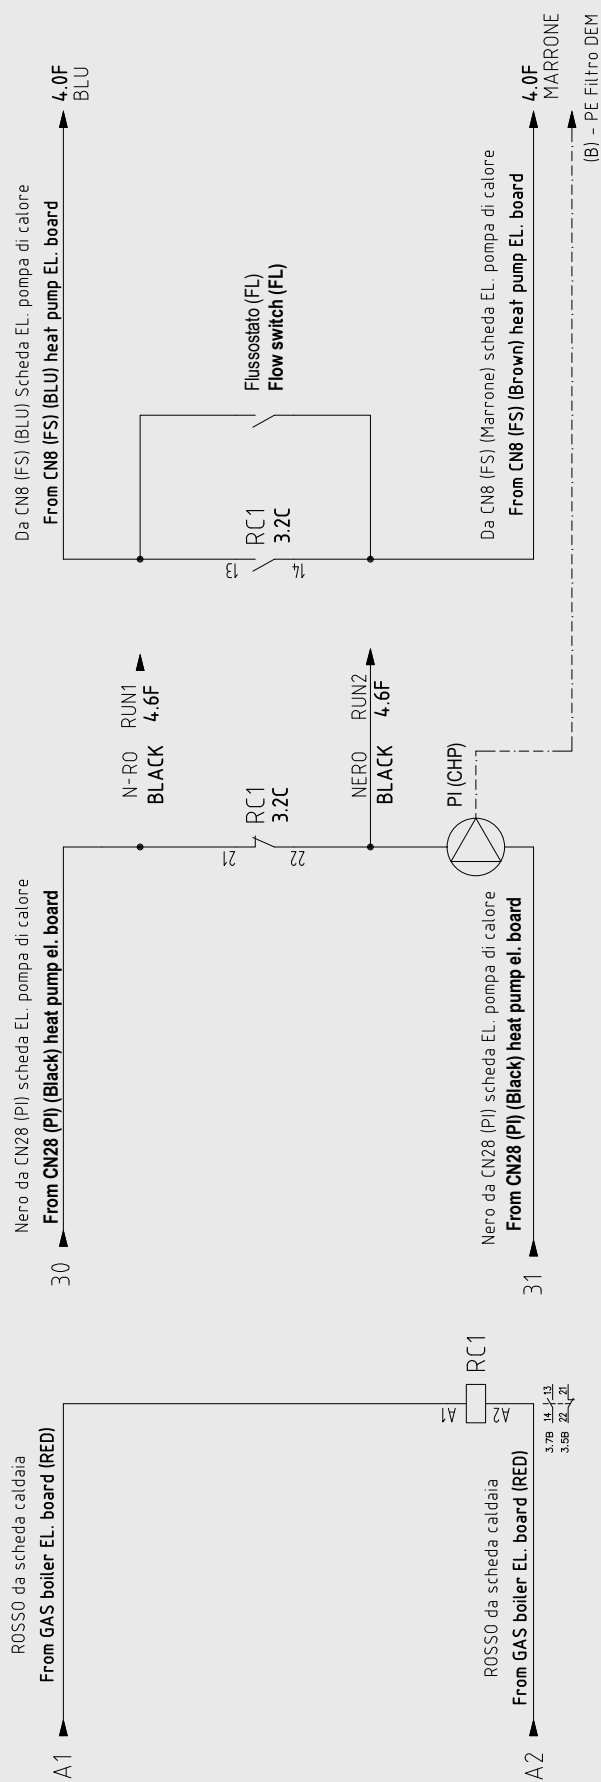 A1
ROSSO da scheda caldaia
From GAS boiler EL. board (RED)
A2
ROSSO da scheda caldaia
From GAS boiler EL. board (RED)
A1
A2
RC1
3.7B 14 13
3.5B 22 21
30
Nero da CN28 (PI) scheda EL. pompa di calore
From CN28 (PI) (Black) heat pump el. board
31
Nero da CN28 (PI) scheda EL. pompa di calore
From CN28 (PI) (Black) heat pump el. board
21
22
RC1
3.2C
PI (CHP)
N-RO RUN1
BLACK 4.6F
NERO RUN2
BLACK 4.6F
Da CN8 (FS) (BLU) Scheda EL. pompa di calore
From CN8 (FS) (BLU) heat pump EL. board
13
14
RC1
3.2C
Flussostato (FL)
Flow switch (FL)
Da CN8 (FS) (Marrone) scheda EL. pompa di calore
From CN8 (FS) (Brown) heat pump EL. board
4.0F
BLU
4.0F
MARRONE
(B) - PE Filtro DEM